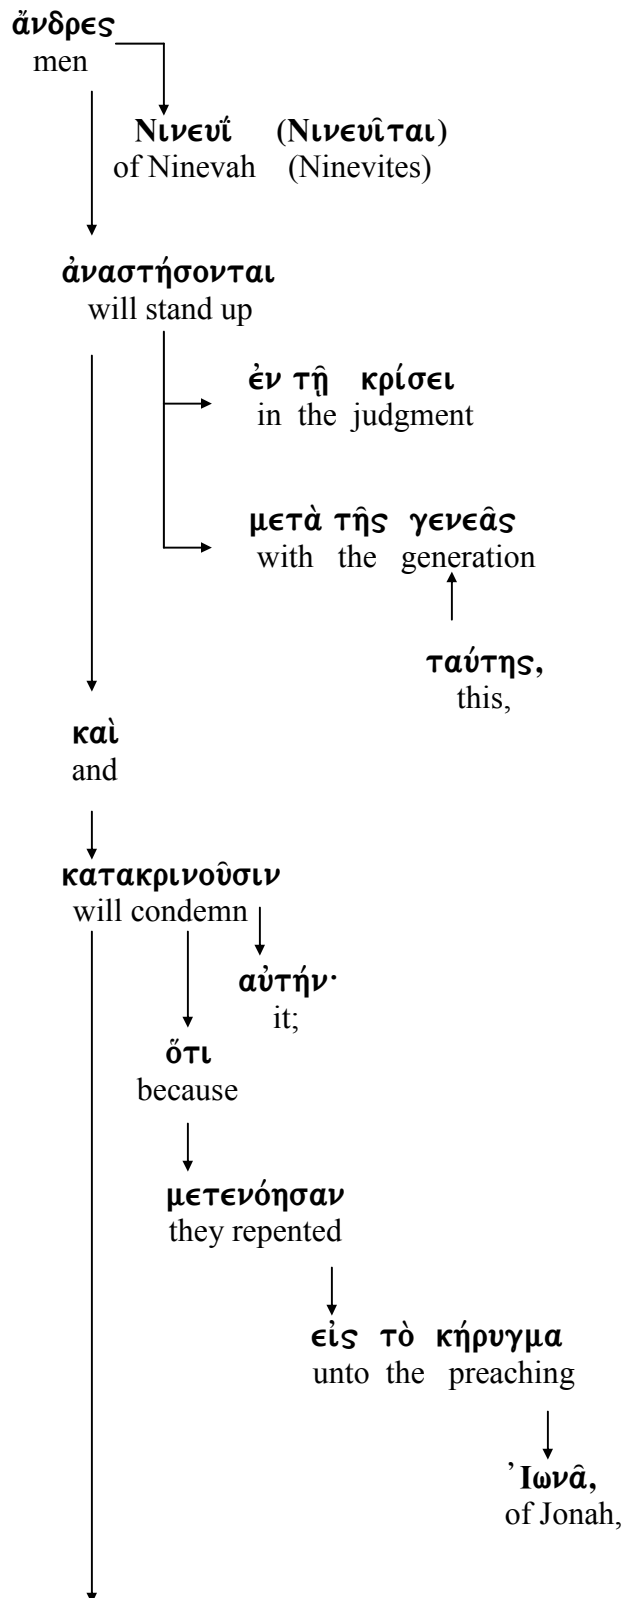 ἄνδρες
men
Νινευΐ (Νινευῖται)
of Ninevah (Ninevites)
ἀναστήσονται
will stand up
ἐν τῇ κρίσει
in the judgment
μετὰ τῆς γενεᾶς
with the generation
ταύτης,
this,
καὶ
and
κατακρινοῦσιν
will condemn
αὐτήν·
it;
ὅτι
because
μετενόησαν
they repented
εἰς τὸ κήρυγμα
unto the preaching
᾿Ιωνᾶ,
of Jonah,